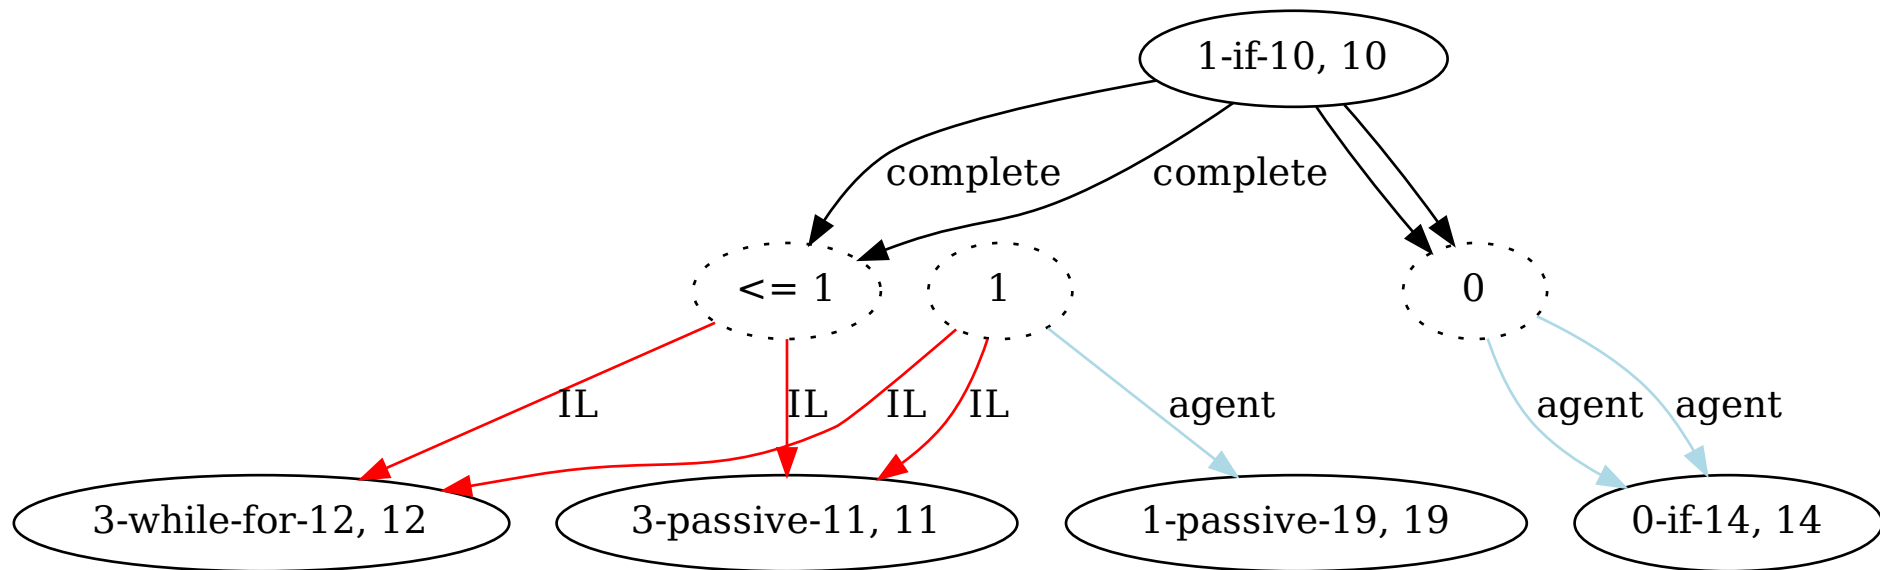 1-if-10, 10
complete
complete
<= 1
1
0
IL
IL
IL
IL
agent
agent
agent
3-while-for-12, 12
3-passive-11, 11
1-passive-19, 19
0-if-14, 14